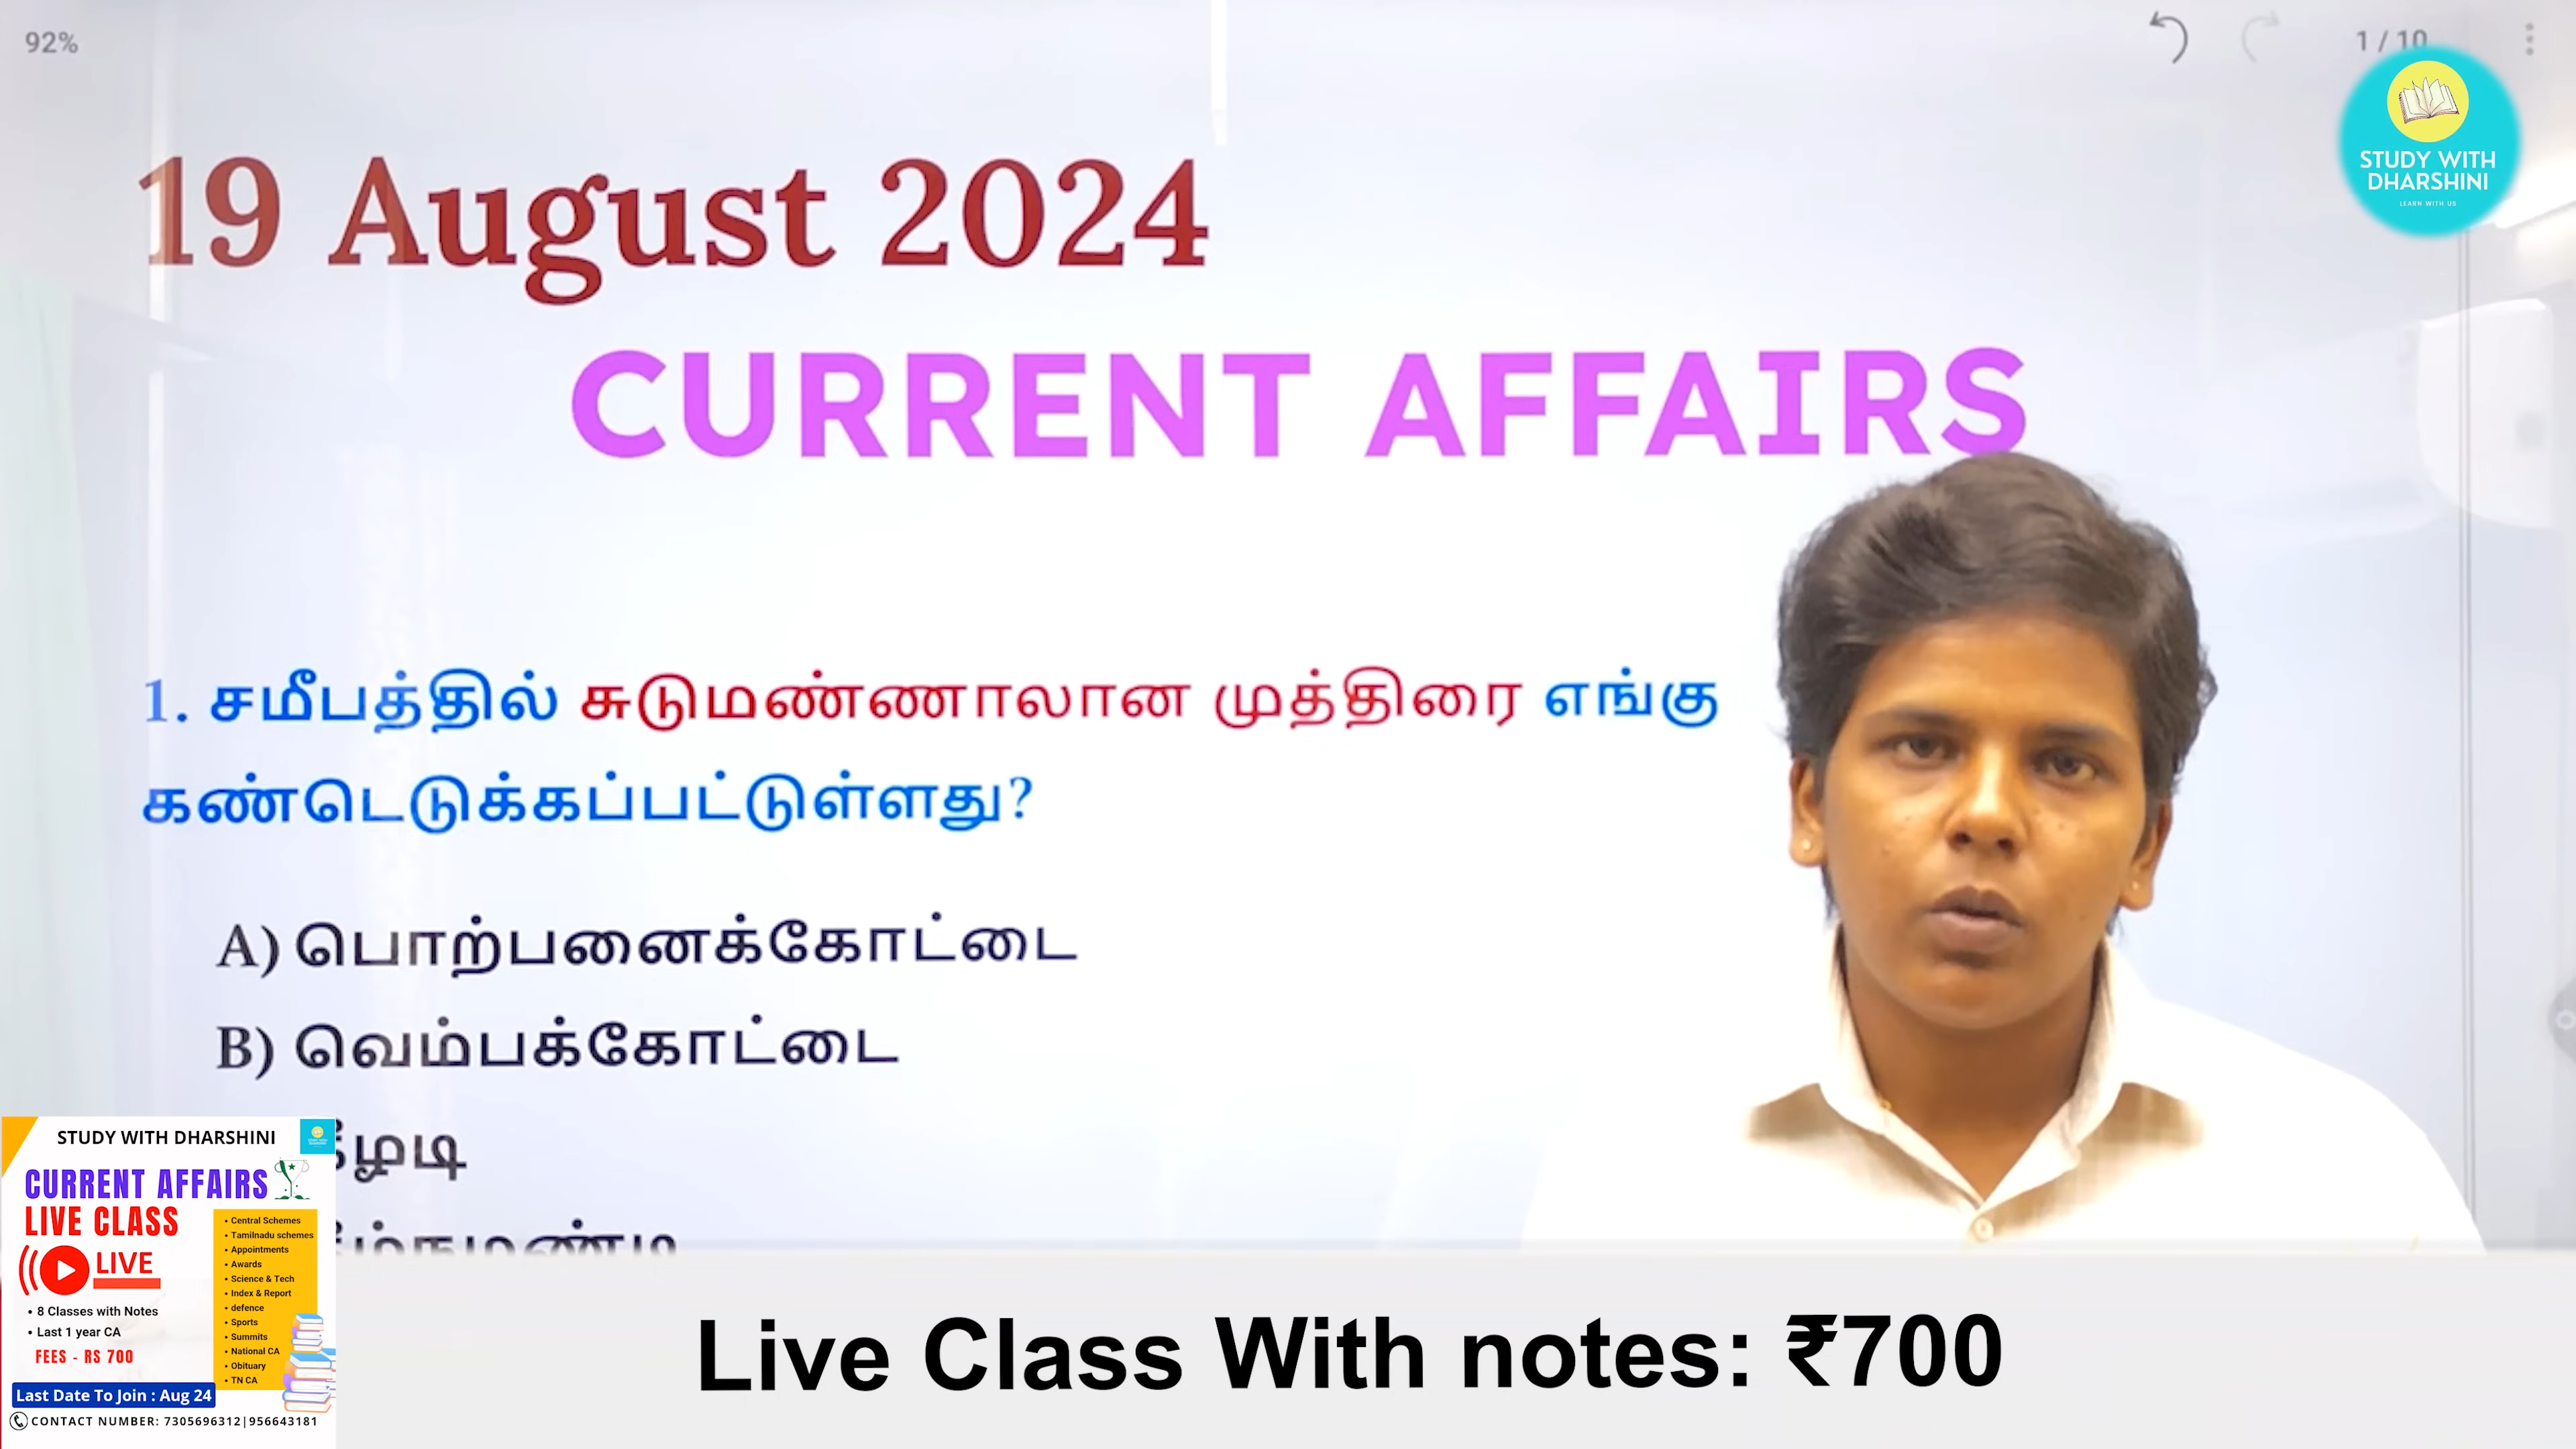 92%
1 / 10
STUDY WITH
DHARSHINI
LEARN WITH US
19 August 2024
CURRENT AFFAIRS
1. சமீபத்தில் சுடுமண்ணாலான முத்திரை எங்கு
கண்டெடுக்கப்பட்டுள்ளது?
A) பொற்பனைக்கோட்டை
B) வெம்பக்கோட்டை
STUDY WITH DHARSHINI
CURRENT AFFAIRS
LIVE CLASS
LIVE
• 8 Classes with Notes
• Last 1 year CA
FEES - RS 700
• Central Schemes
• Tamilnadu schemes
• Appointments
• Awards
• Science & Tech
• Index & Report
• defence
• Sports
• Summits
• National CA
• Obituary
• TN CA
Last Date To Join : Aug 24
CONTACT NUMBER: 7305696312|956643181
Live Class With notes: ₹700